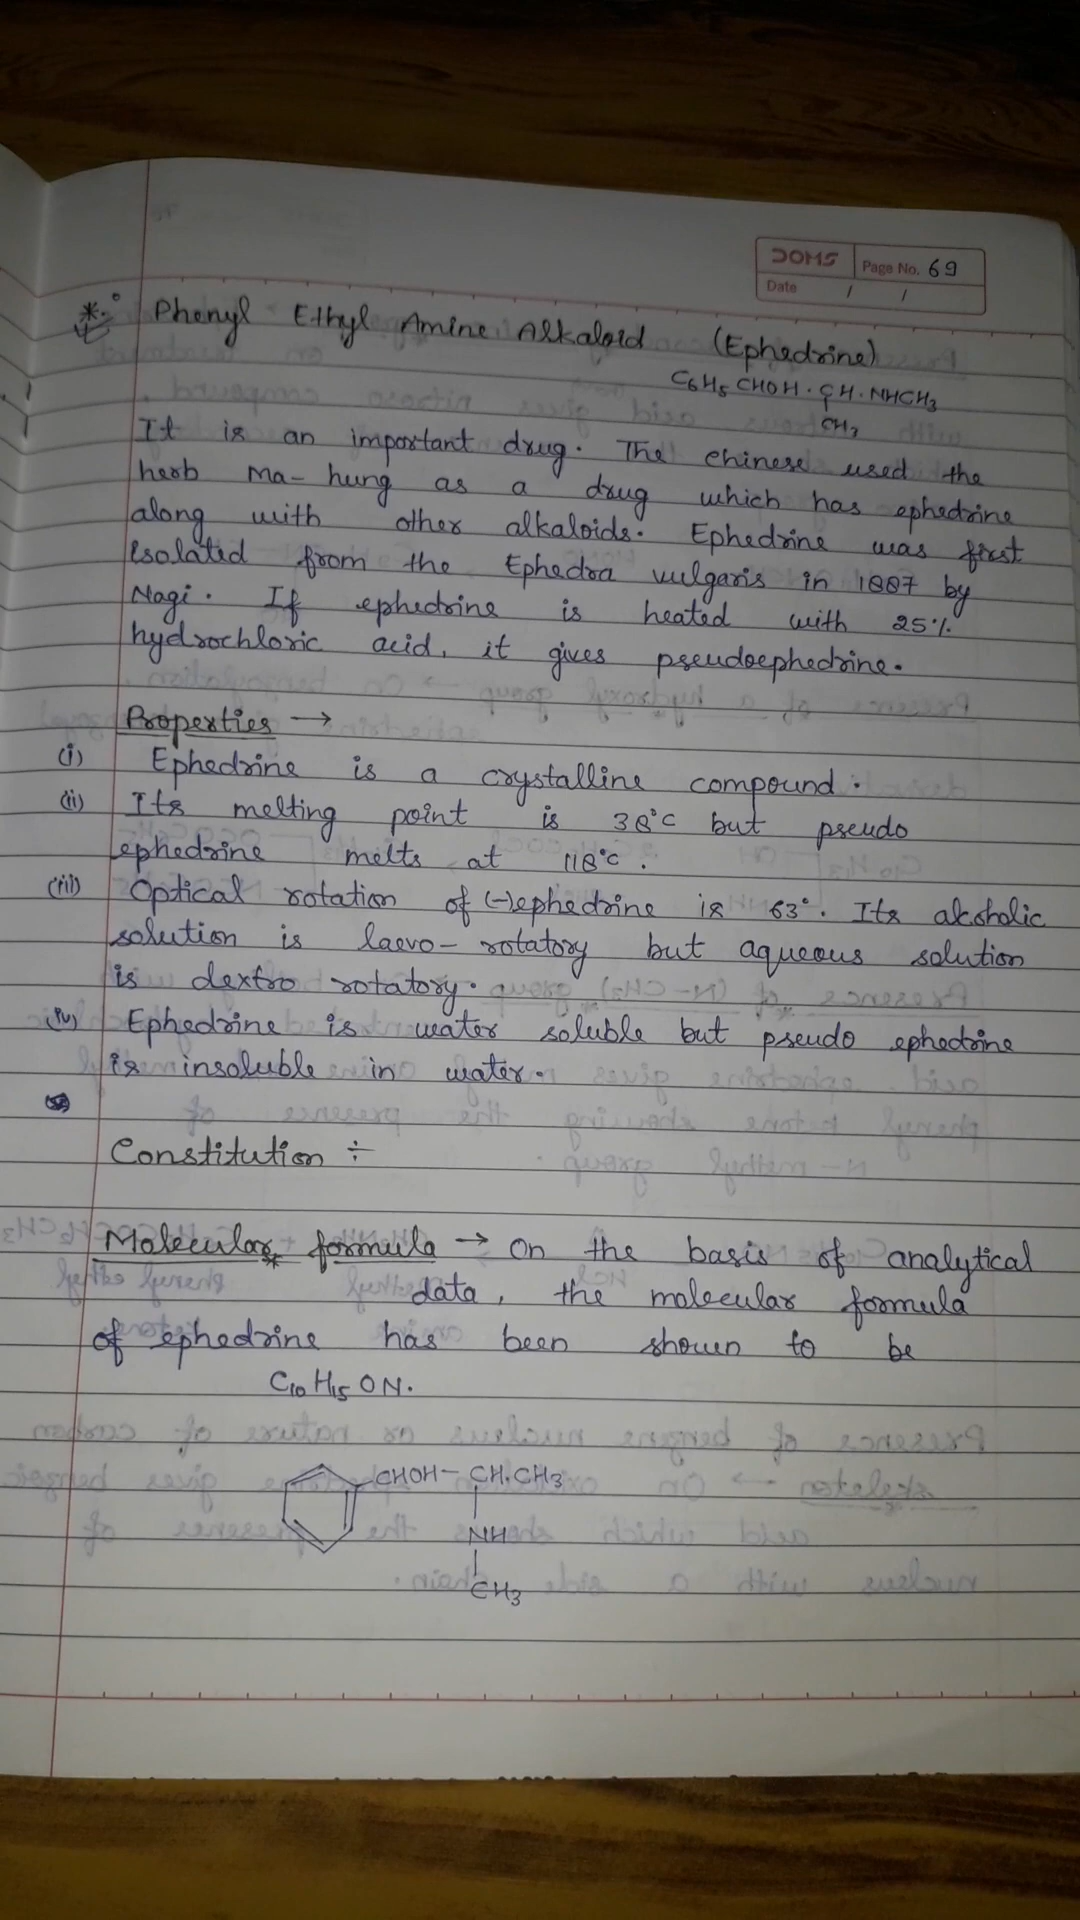 DOMS
Page No. 69
Date / /
*:° Phenyl Ethyl Amine Alkaloid (Ephedrine)
C6H5 CHOH · CH · NHCH3
CH3
It is an important drug. The chinese used the
herb Ma- hung as a drug which has ephedrine
along with other alkaloids. Ephedrine was first
isolated from the Ephedra vulgaris in 1887 by
Nagi. If ephedrine is heated with 25%
hydrochloric acid, it gives pseudoephedrine.
Properties →
(i) Ephedrine is a crystalline compound.
(ii) Its melting point is 38°C but pseudo
ephedrine melts at 118°C.
(iii) Optical rotation of (-)ephedrine is 63°. Its alcoholic
solution is laevo- rotatory but aqueous solution
is dextro rotatory.
(iv) Ephedrine is water soluble but pseudo ephedrine
is insoluble in water.
Constitution ÷
Molecular formula → On the basis of analytical
data, the molecular formula
of ephedrine has been shown to be
C10 H15 ON.
CHOH - CH.CH3
NH
CH3